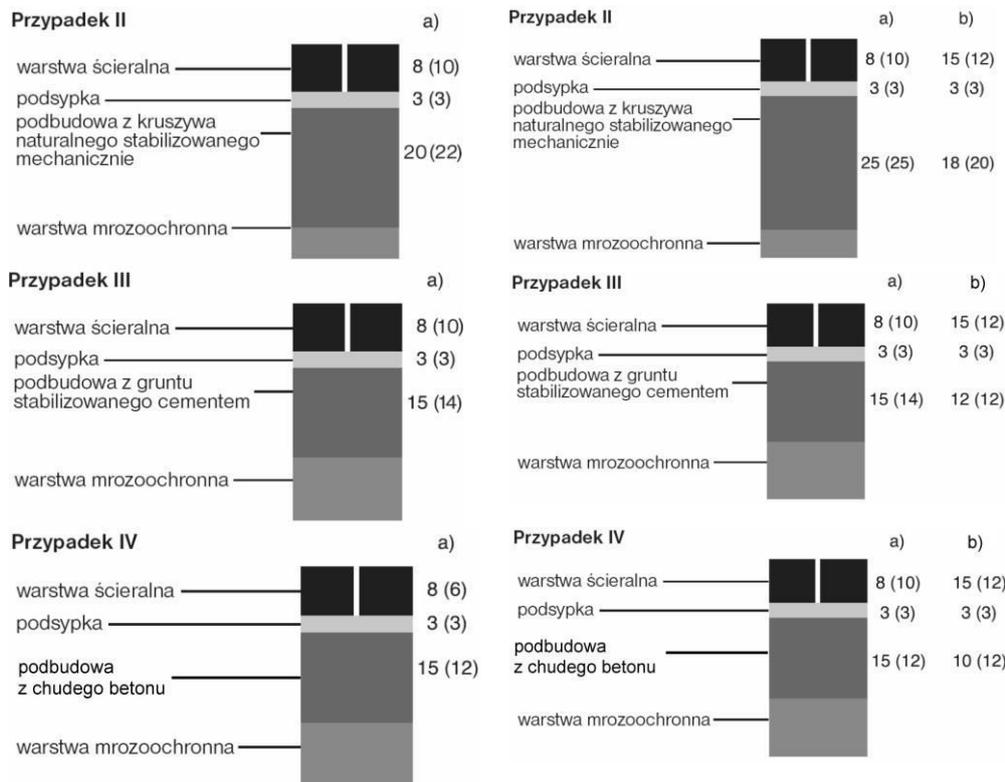 Przypadek II
a)
warstwa ścieralna
8 (10)
podsypka
3 (3)
podbudowa z kruszywa
naturalnego stabilizowanego
mechanicznie
20 (22)
warstwa mrozoochronna
Przypadek II
a) b)
warstwa ścieralna
8 (10) 15 (12)
podsypka
3 (3) 3 (3)
podbudowa z kruszywa
naturalnego stabilizowanego
mechanicznie
25 (25) 18 (20)
warstwa mrozoochronna
Przypadek III
a)
warstwa ścieralna
8 (10)
podsypka
3 (3)
podbudowa z gruntu
stabilizowanego cementem
15 (14)
warstwa mrozoochronna
Przypadek III
a) b)
warstwa ścieralna
8 (10) 15 (12)
podsypka
3 (3) 3 (3)
podbudowa z gruntu
stabilizowanego cementem
15 (14) 12 (12)
warstwa mrozoochronna
Przypadek IV
a)
warstwa ścieralna
8 (6)
podsypka
3 (3)
podbudowa
z chudego betonu
15 (12)
warstwa mrozoochronna
Przypadek IV
a) b)
warstwa ścieralna
8 (10) 15 (12)
podsypka
3 (3) 3 (3)
podbudowa
z chudego betonu
15 (12) 10 (12)
warstwa mrozoochronna